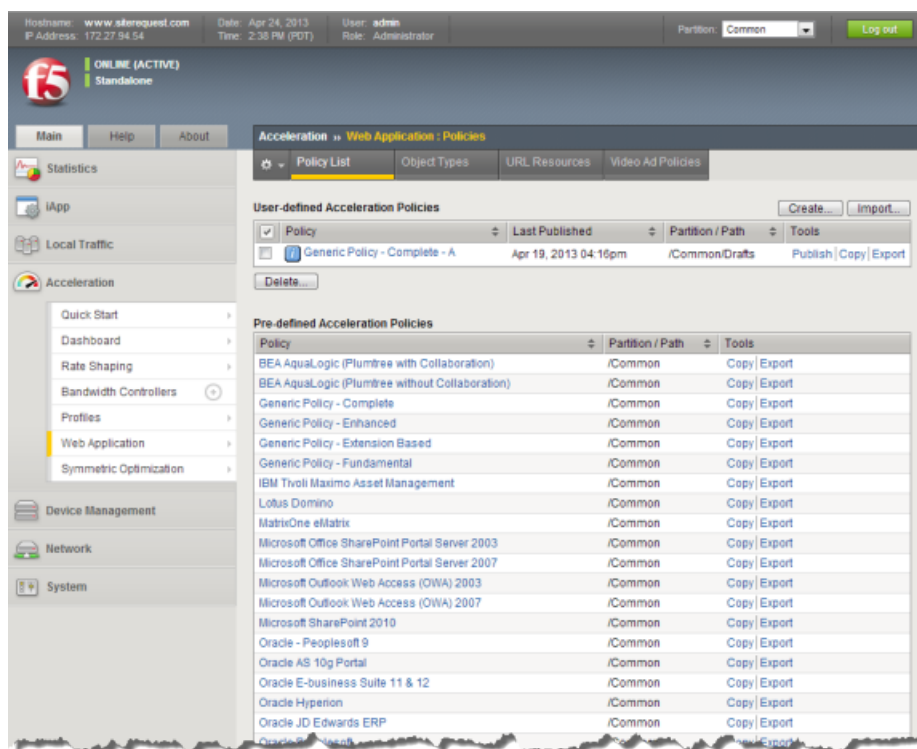 Hostname: www.siterequest.com Date: Apr 24, 2013 User: admin Partition: Common Log out
IP Address: 172.27.94.54 Time: 2:38 PM (PDT) Role: Administrator
f5
ONLINE (ACTIVE)
Standalone
Main Help About
Acceleration ›› Web Application : Policies
Policy List Object Types URL Resources Video Ad Policies
Statistics
iApp
Local Traffic
Acceleration
Quick Start
Dashboard
Rate Shaping
Bandwidth Controllers
Profiles
Web Application
Symmetric Optimization
Device Management
Network
System
User-defined Acceleration Policies Create... Import...
Policy Last Published Partition / Path Tools
i Generic Policy - Complete - A Apr 19, 2013 04:16pm /Common/Drafts Publish | Copy | Export
Delete...
Pre-defined Acceleration Policies
Policy Partition / Path Tools
BEA AquaLogic (Plumtree with Collaboration) /Common Copy | Export
BEA AquaLogic (Plumtree without Collaboration) /Common Copy | Export
Generic Policy - Complete /Common Copy | Export
Generic Policy - Enhanced /Common Copy | Export
Generic Policy - Extension Based /Common Copy | Export
Generic Policy - Fundamental /Common Copy | Export
IBM Tivoli Maximo Asset Management /Common Copy | Export
Lotus Domino /Common Copy | Export
MatrixOne eMatrix /Common Copy | Export
Microsoft Office SharePoint Portal Server 2003 /Common Copy | Export
Microsoft Office SharePoint Portal Server 2007 /Common Copy | Export
Microsoft Outlook Web Access (OWA) 2003 /Common Copy | Export
Microsoft Outlook Web Access (OWA) 2007 /Common Copy | Export
Microsoft SharePoint 2010 /Common Copy | Export
Oracle - Peoplesoft 9 /Common Copy | Export
Oracle AS 10g Portal /Common Copy | Export
Oracle E-business Suite 11 & 12 /Common Copy | Export
Oracle Hyperion /Common Copy | Export
Oracle JD Edwards ERP /Common Copy | Export